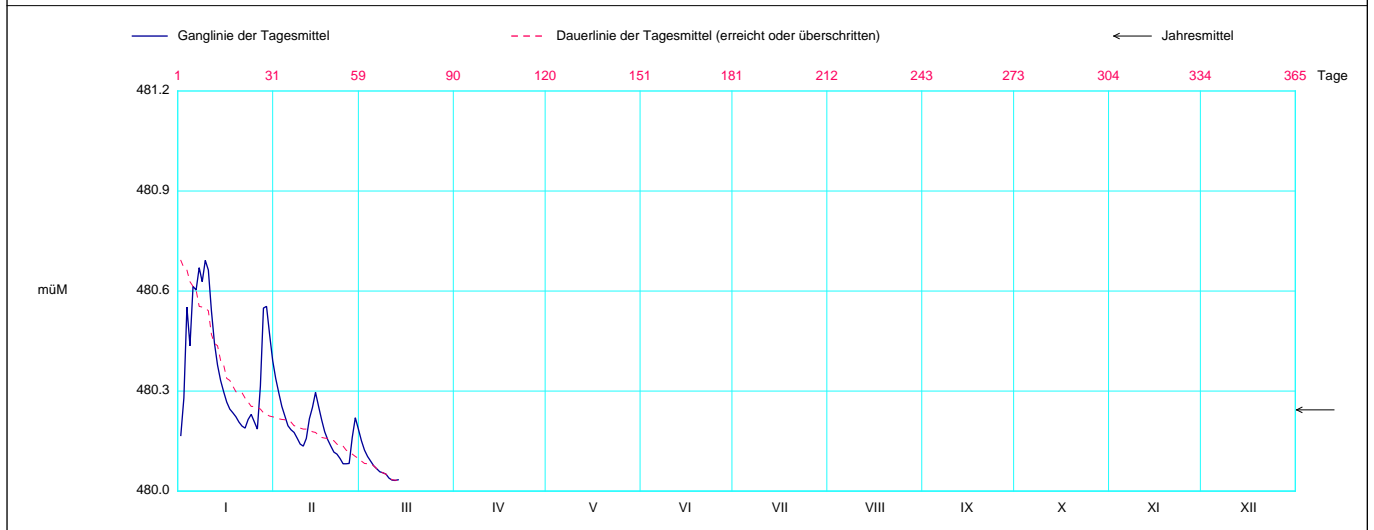 Ganglinie der Tagesmittel Dauerlinie der Tagesmittel (erreicht oder überschritten) Jahresmittel
1 31 59 90 120 151 181 212 243 273 304 334 365 Tage
481.2
480.9
480.6
müM
480.3
480.0
I II III IV V VI VII VIII IX X XI XII